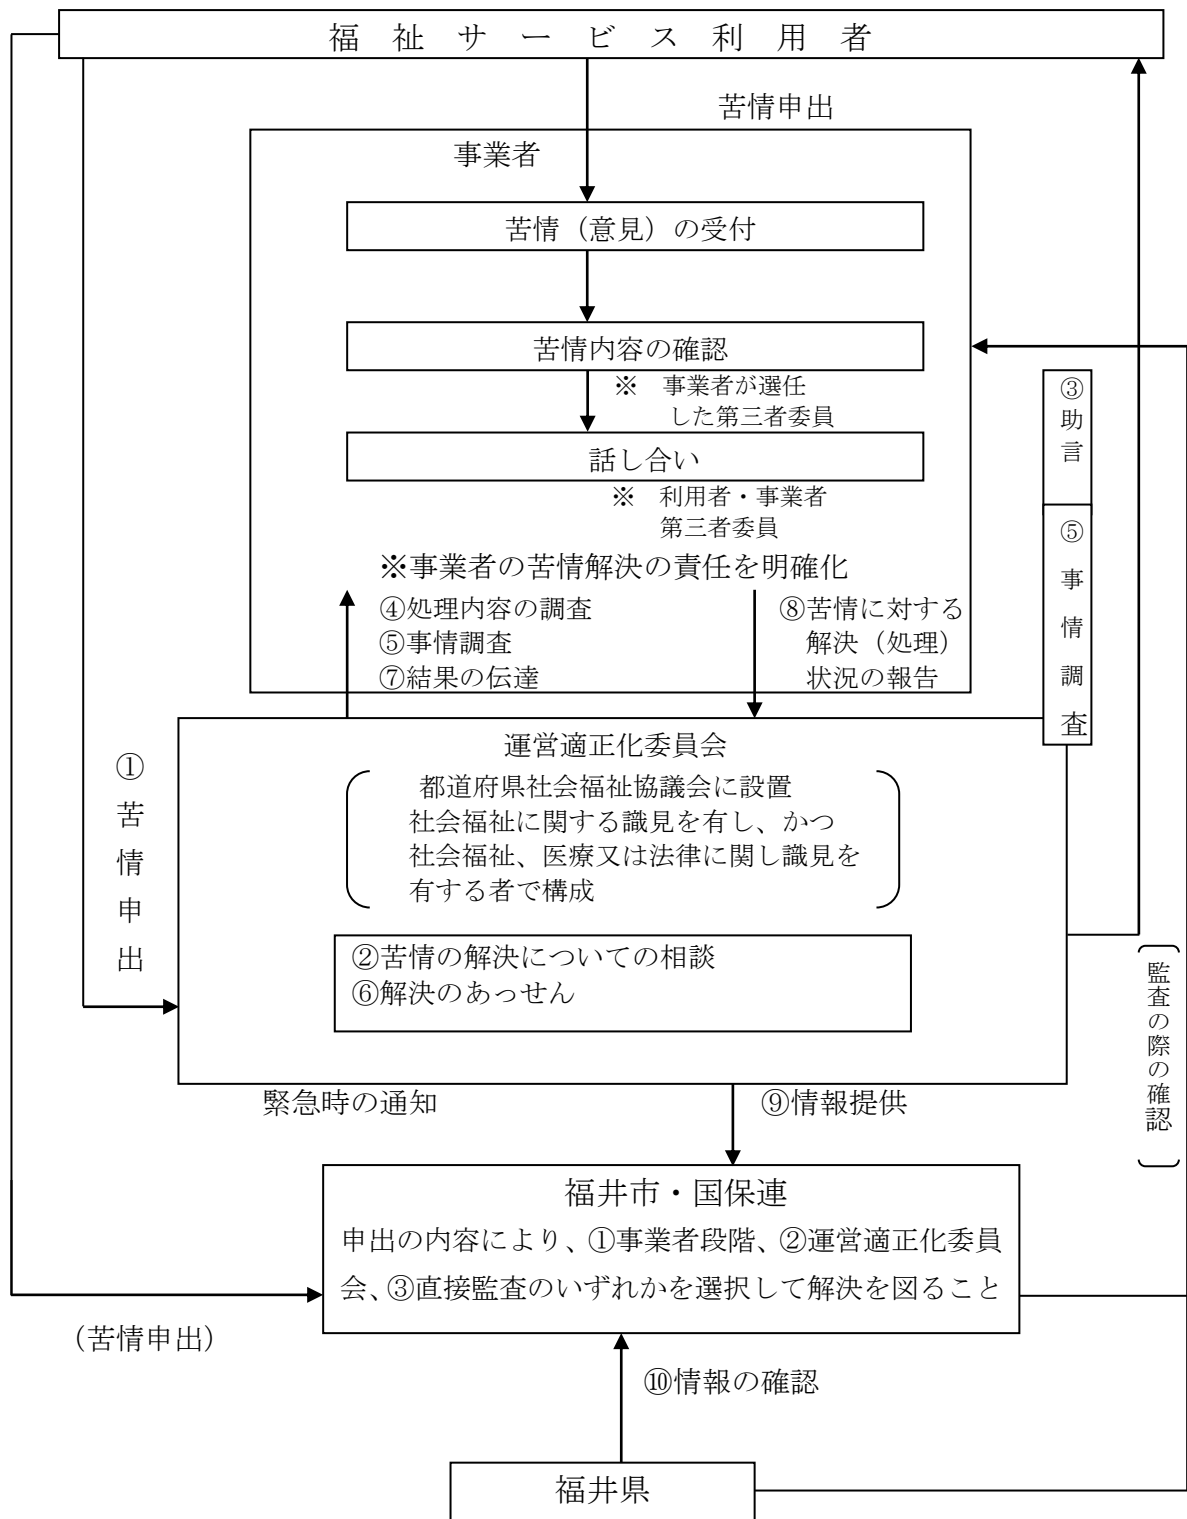 福祉サービス利用者
苦情申出
事業者
苦情（意見）の受付
苦情内容の確認
※　事業者が選任
した第三者委員
話し合い
※　利用者・事業者
第三者委員
※事業者の苦情解決の責任を明確化
④処理内容の調査
⑤事情調査
⑦結果の伝達
⑧苦情に対する
解決（処理）
状況の報告
③助言
⑤事情調査
①苦情申出
運営適正化委員会
都道府県社会福祉協議会に設置
社会福祉に関する識見を有し、かつ
社会福祉、医療又は法律に関し識見を
有する者で構成
②苦情の解決についての相談
⑥解決のあっせん
監査の際の確認
緊急時の通知
⑨情報提供
福井市・国保連
申出の内容により、①事業者段階、②運営適正化委員
会、③直接監査のいずれかを選択して解決を図ること
（苦情申出）
⑩情報の確認
福井県